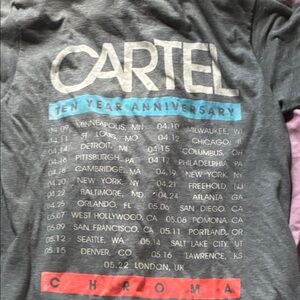 CARTEL
TEN YEAR ANNIVERSARY
04.09 MINNEAPOLIS, MN 04.10 MILWAUKEE, WI
04.11 ST. LOUIS, MO 04.12 CHICAGO, IL
04.14 DETROIT, MI 04.15 COLUMBUS, OH
04.16 PITTSBURGH, PA 04.17 PHILADELPHIA, PA
04.18 CAMBRIDGE, MA 04.19 NEW YORK, NY
04.20 NEW YORK, NY 04.21 FREEHOLD, NJ
BALTIMORE, MD 04.24 ATLANTA, GA
04.25 ORLANDO, FL 05.06 SAN DIEGO, CA
05.07 WEST HOLLYWOOD, CA 05.08 POMONA, CA
05.09 SAN FRANCISCO, CA 05.11 PORTLAND, OR
05.12 SEATTLE, WA 05.14 SALT LAKE CITY, UT
05.15 DENVER, CO 05.16 LAWRENCE, KS
05.22 LONDON, UK
CHROMA